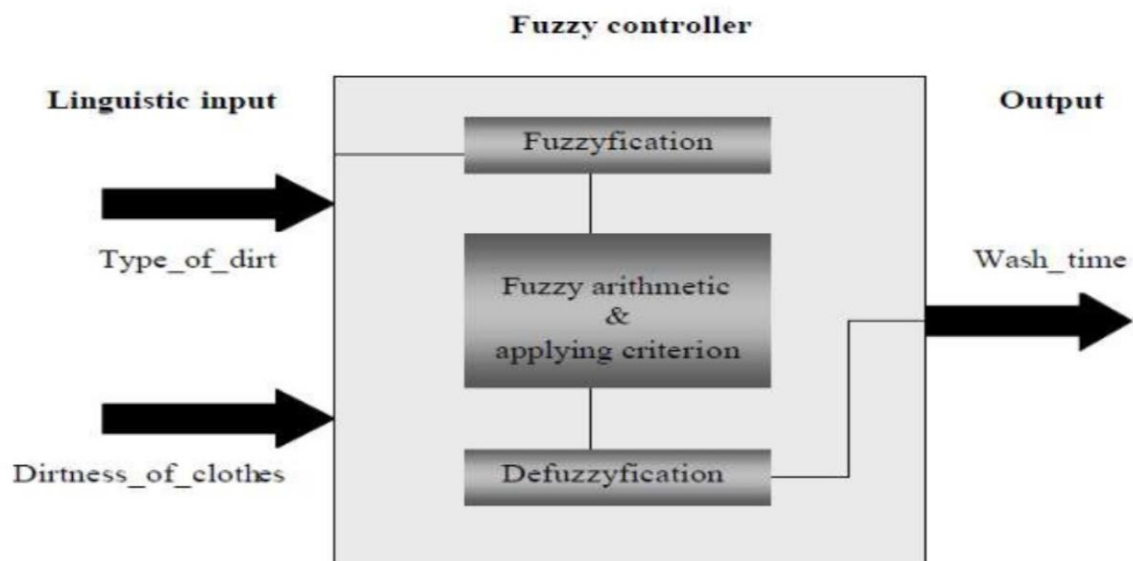 Fuzzy controller
Linguistic input
Output
Fuzzyfication
Type_of_dirt
Wash_time
Fuzzy arithmetic
&
applying criterion
Dirtness_of_clothes
Defuzzyfication